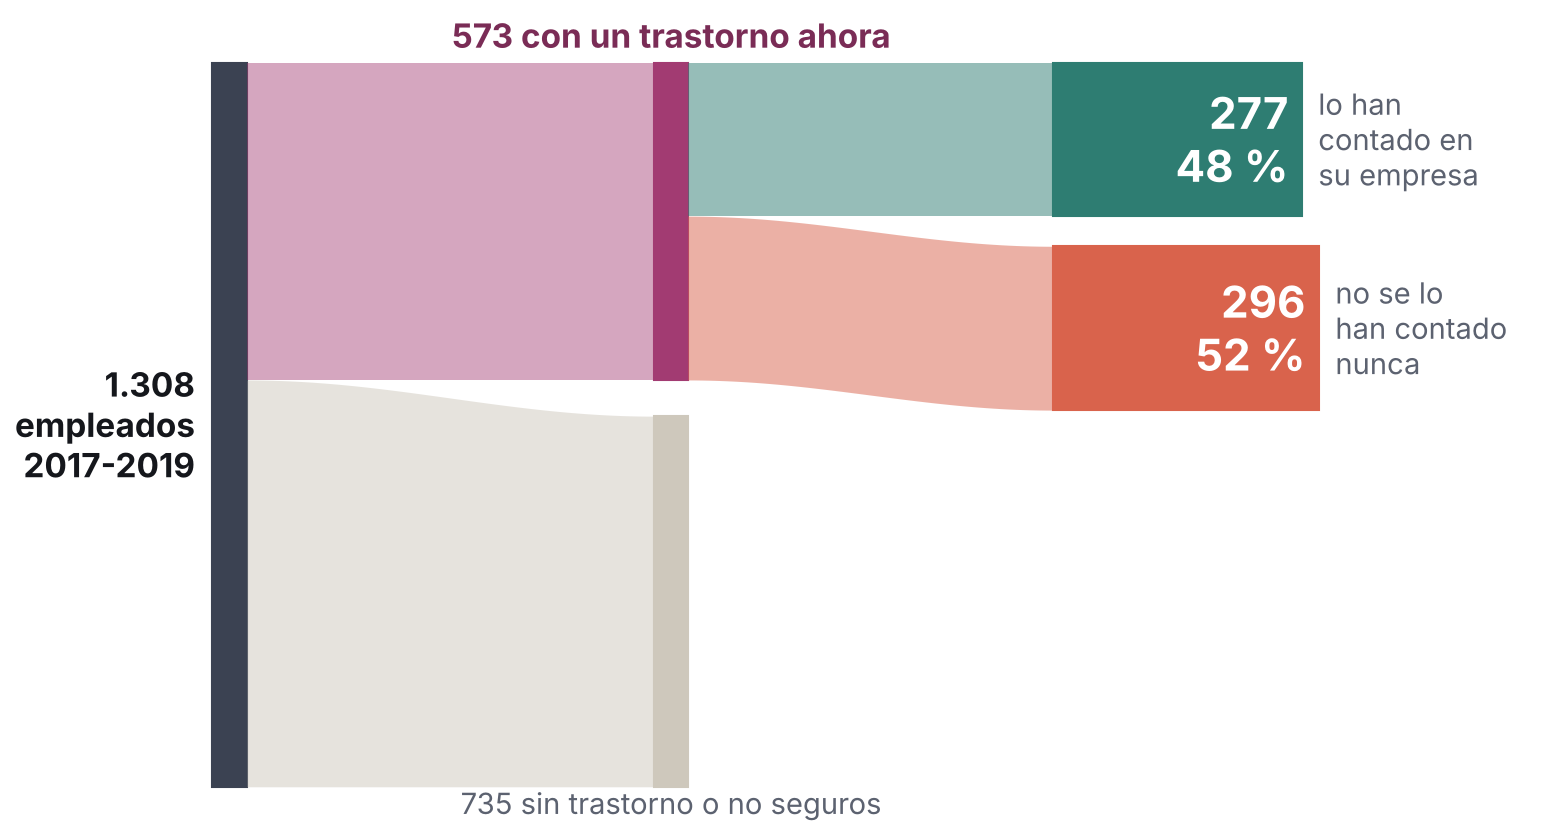 573 con un trastorno ahora
277
48 %
lo han
contado en
su empresa
296
52 %
no se lo
han contado
nunca
1.308
empleados
2017-2019
735 sin trastorno o no seguros